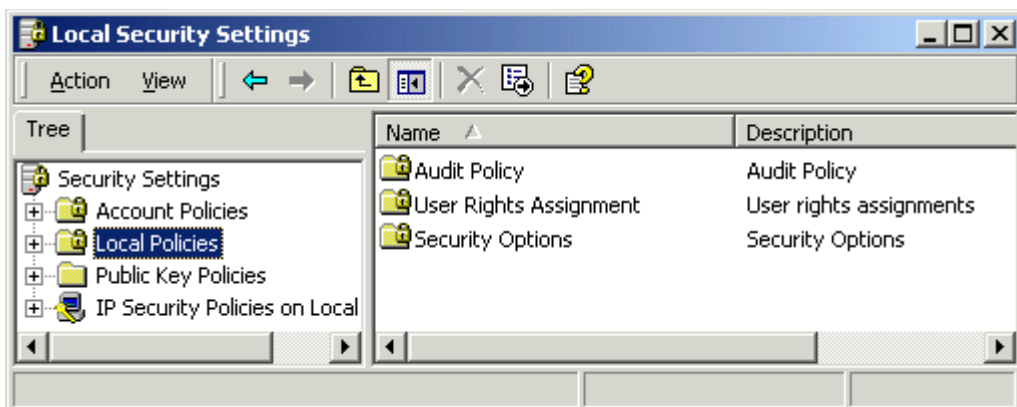 Local Security Settings
Action View
Tree
Name Description
Security Settings
Account Policies
Local Policies
Public Key Policies
IP Security Policies on Local
Audit Policy Audit Policy
User Rights Assignment User rights assignments
Security Options Security Options